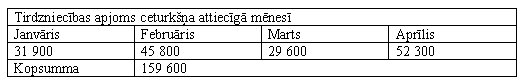 Tirdzniecības apjoms ceturkšņa attiecīgā mēnesī
Janvāris Februāris Marts Aprīlis
31 900 45 800 29 600 52 300
Kopsumma 159 600